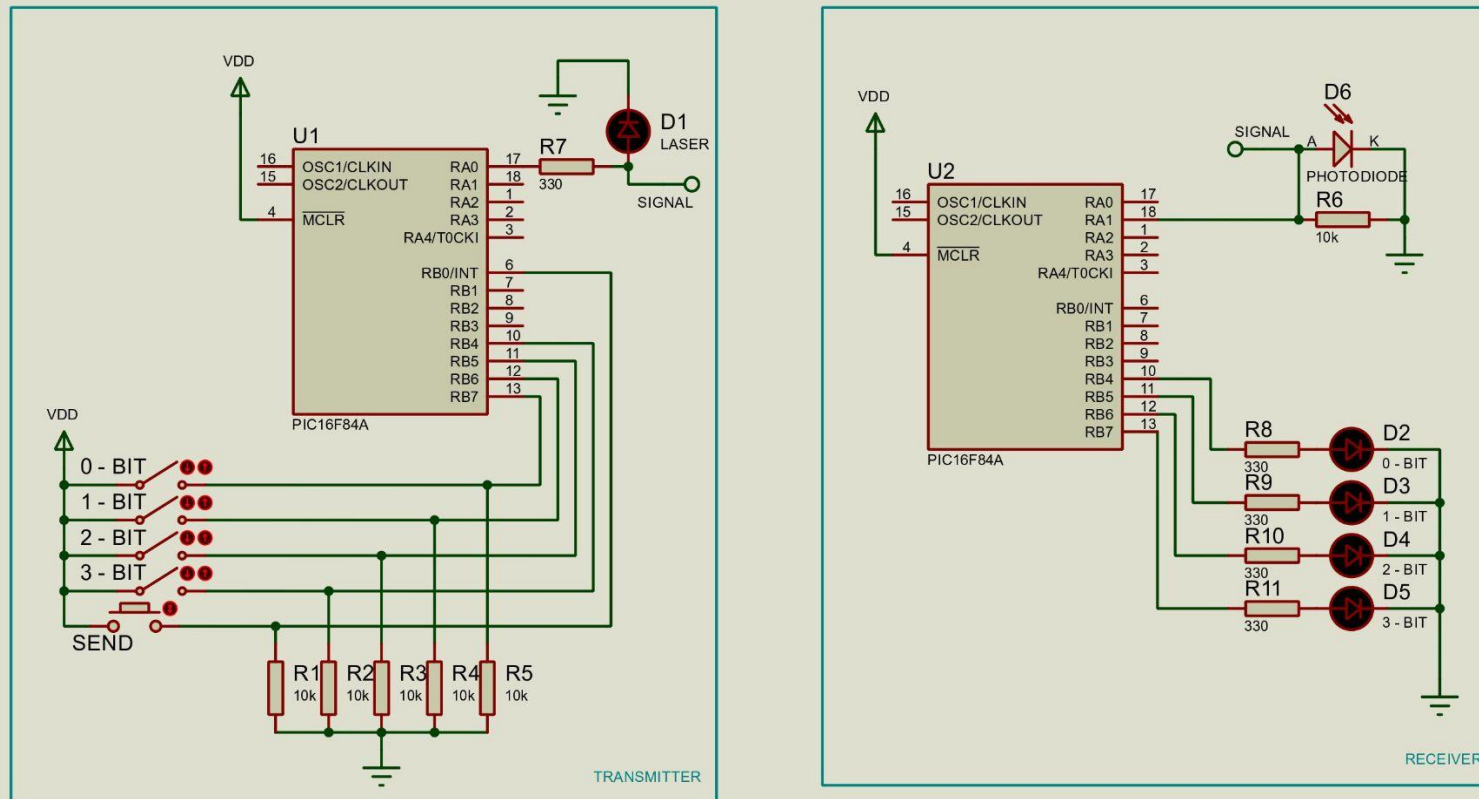 VDD
U1
16 OSC1/CLKIN
15 OSC2/CLKOUT
4 MCLR
RA0 17
RA1 18
RA2 1
RA3 2
RA4/T0CKI 3
RB0/INT 6
RB1 7
RB2 8
RB3 9
RB4 10
RB5 11
RB6 12
RB7 13
PIC16F84A
R7
330
D1
LASER
SIGNAL
VDD
0 - BIT
1 - BIT
2 - BIT
3 - BIT
SEND
R1
10k
R2
10k
R3
10k
R4
10k
R5
10k
TRANSMITTER
VDD
U2
16 OSC1/CLKIN
15 OSC2/CLKOUT
4 MCLR
RA0 17
RA1 18
RA2 1
RA3 2
RA4/T0CKI 3
RB0/INT 6
RB1 7
RB2 8
RB3 9
RB4 10
RB5 11
RB6 12
RB7 13
PIC16F84A
D6
SIGNAL
A K
PHOTODIODE
R6
10k
R8
330
D2
0 - BIT
R9
330
D3
1 - BIT
R10
330
D4
2 - BIT
R11
330
D5
3 - BIT
RECEIVER